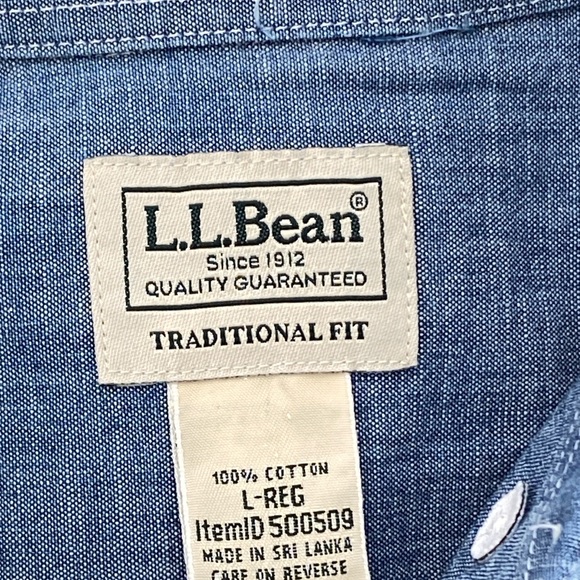 L.L.Bean®
Since 1912
QUALITY GUARANTEED
TRADITIONAL FIT
100% COTTON
L-REG
ItemID 500509
MADE IN SRI LANKA
CARE ON REVERSE